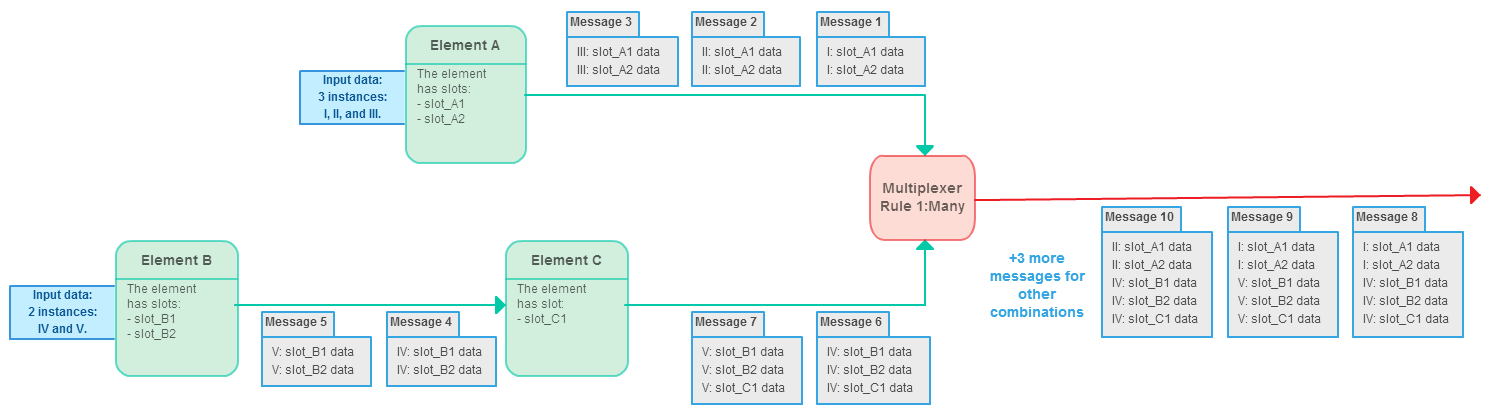 Message 3
III: slot_A1 data
III: slot_A2 data
Message 2
II: slot_A1 data
II: slot_A2 data
Message 1
I: slot_A1 data
I: slot_A2 data
Element A
The element
has slots:
- slot_A1
- slot_A2
Input data:
3 instances:
I, II, and III.
Multiplexer
Rule 1:Many
Message 10
II: slot_A1 data
II: slot_A2 data
IV: slot_B1 data
IV: slot_B2 data
IV: slot_C1 data
Message 9
I: slot_A1 data
I: slot_A2 data
V: slot_B1 data
V: slot_B2 data
V: slot_C1 data
Message 8
I: slot_A1 data
I: slot_A2 data
IV: slot_B1 data
IV: slot_B2 data
IV: slot_C1 data
+3 more
messages for
other
combinations
Element B
The element
has slots:
- slot_B1
- slot_B2
Input data:
2 instances:
IV and V.
Element C
The element
has slot:
- slot_C1
Message 5
V: slot_B1 data
V: slot_B2 data
Message 4
IV: slot_B1 data
IV: slot_B2 data
Message 7
V: slot_B1 data
V: slot_B2 data
V: slot_C1 data
Message 6
IV: slot_B1 data
IV: slot_B2 data
IV: slot_C1 data